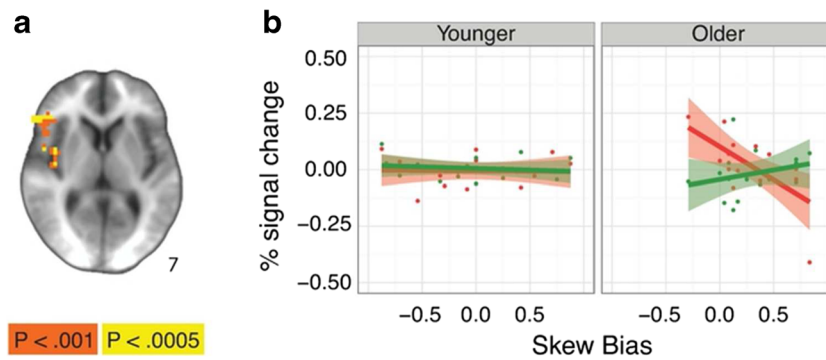 a
7
P < .001 P < .0005
b
Younger Older
% signal change
0.50
0.25
0.00
−0.25
−0.50
−0.5 0.0 0.5 −0.5 0.0 0.5
Skew Bias